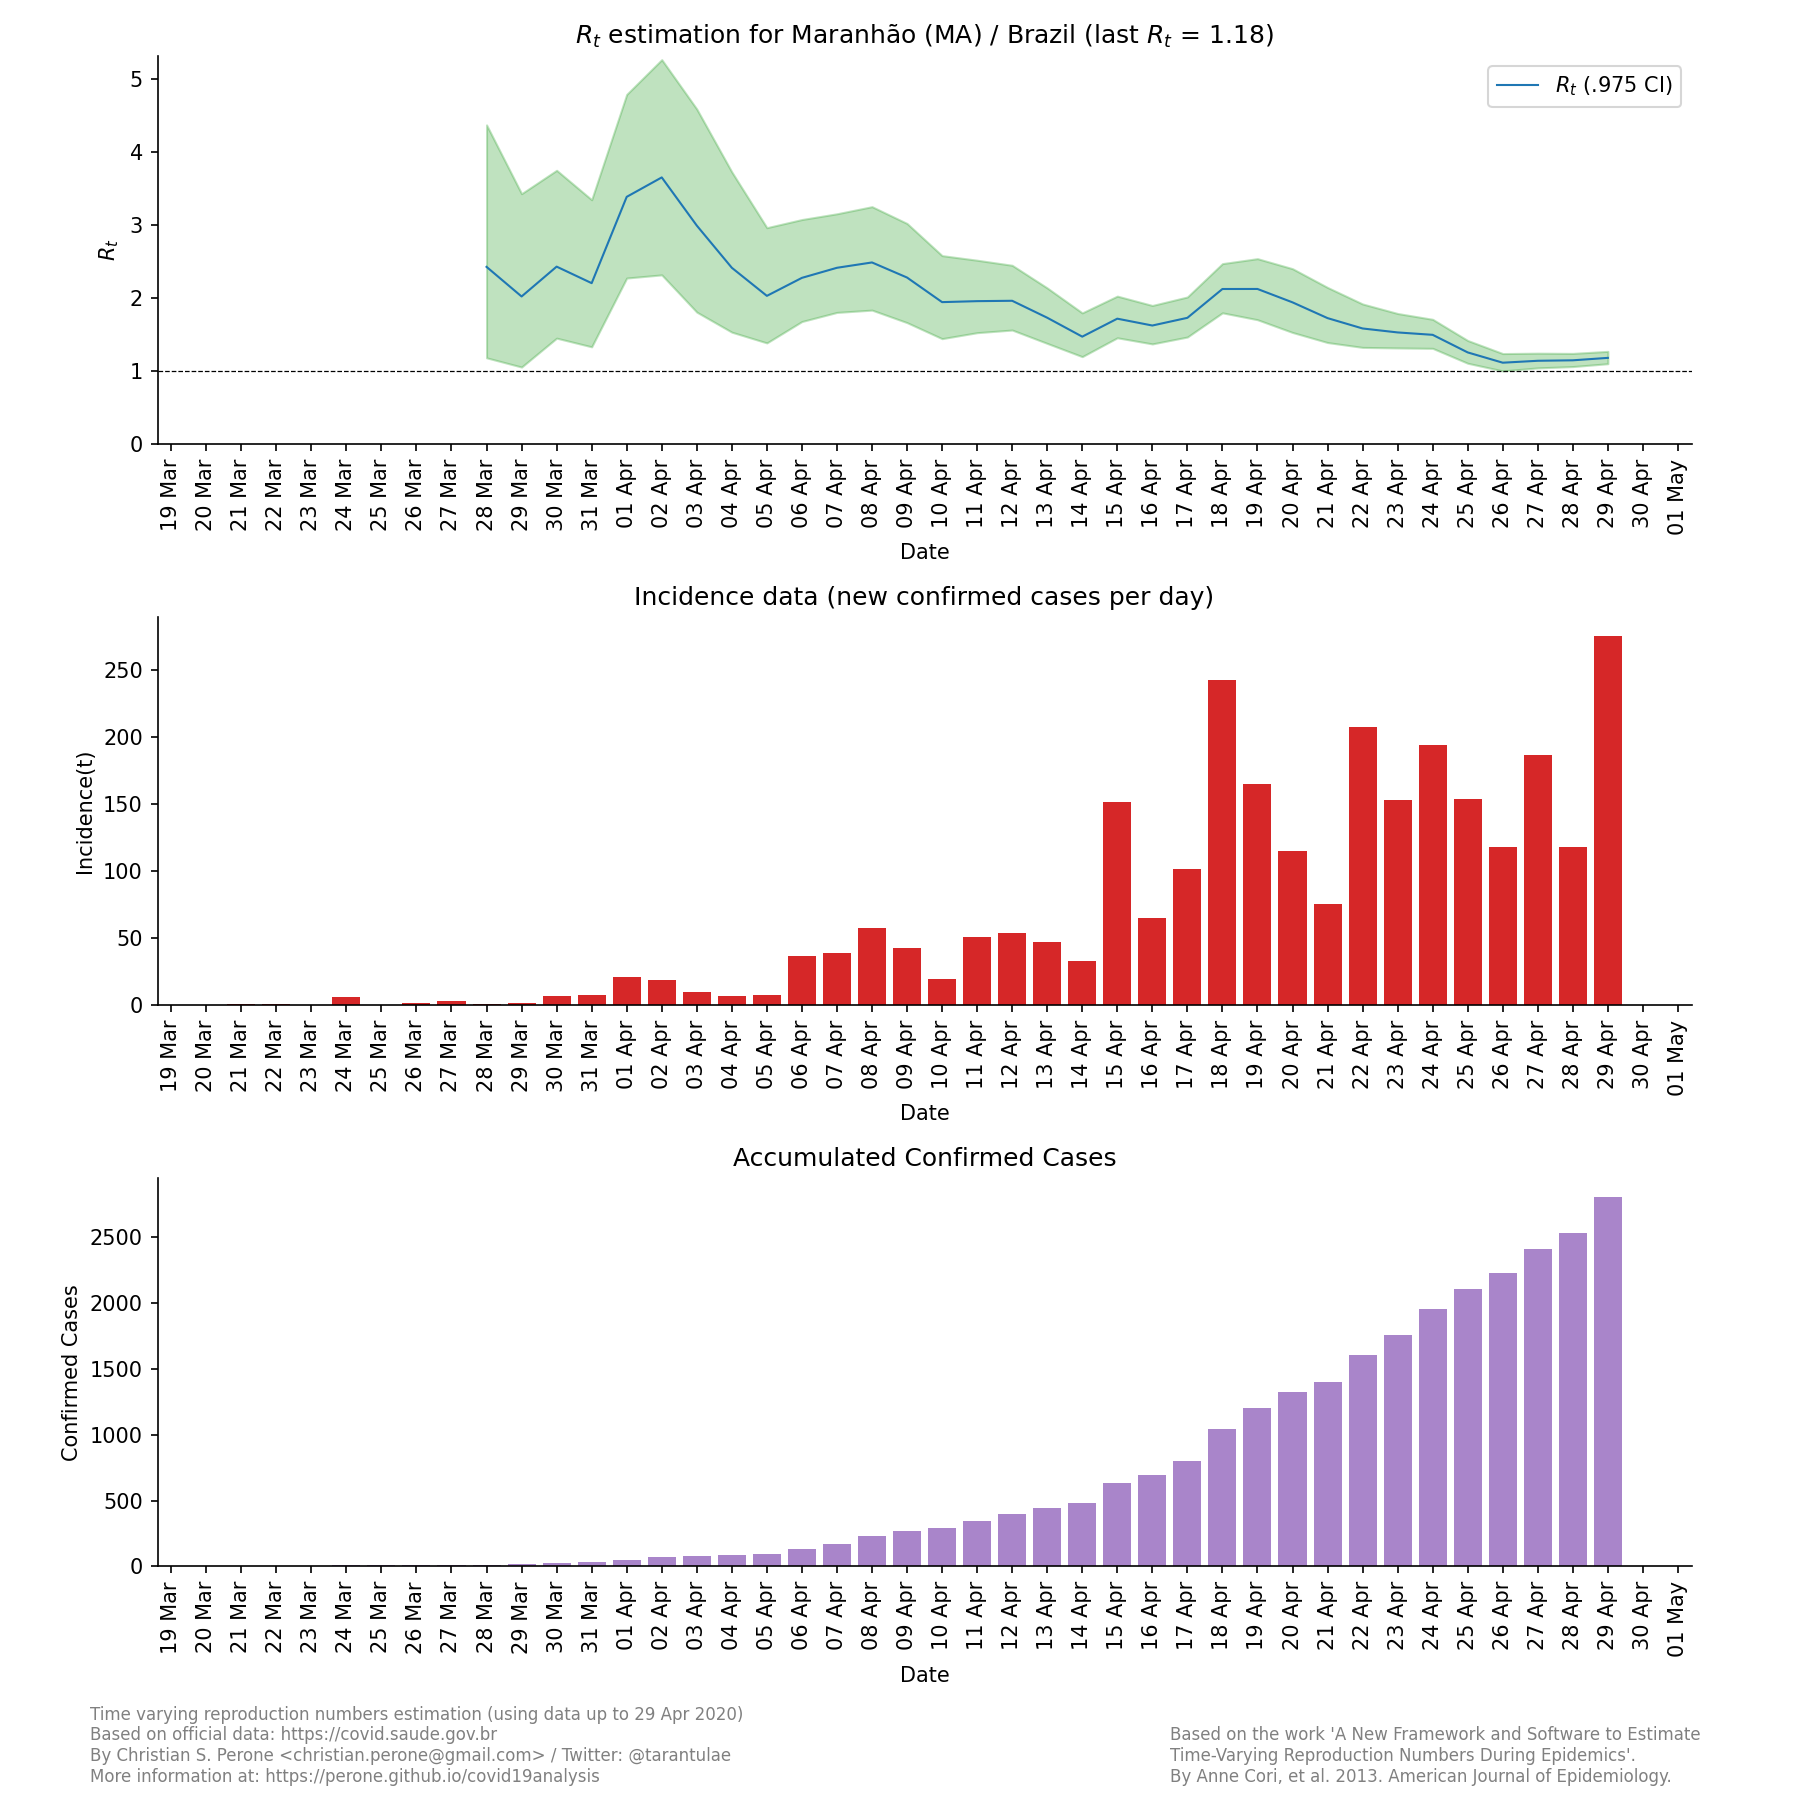 Rt estimation for Maranhão (MA) / Brazil (last Rt = 1.18)
Rt (.975 CI)
Rt
5
4
3
2
1
0
19 Mar 20 Mar 21 Mar 22 Mar 23 Mar 24 Mar 25 Mar 26 Mar 27 Mar 28 Mar 29 Mar 30 Mar 31 Mar 01 Apr 02 Apr 03 Apr 04 Apr 05 Apr 06 Apr 07 Apr 08 Apr 09 Apr 10 Apr 11 Apr 12 Apr 13 Apr 14 Apr 15 Apr 16 Apr 17 Apr 18 Apr 19 Apr 20 Apr 21 Apr 22 Apr 23 Apr 24 Apr 25 Apr 26 Apr 27 Apr 28 Apr 29 Apr 30 Apr 01 May
Date
Incidence data (new confirmed cases per day)
Incidence(t)
250
200
150
100
50
0
19 Mar 20 Mar 21 Mar 22 Mar 23 Mar 24 Mar 25 Mar 26 Mar 27 Mar 28 Mar 29 Mar 30 Mar 31 Mar 01 Apr 02 Apr 03 Apr 04 Apr 05 Apr 06 Apr 07 Apr 08 Apr 09 Apr 10 Apr 11 Apr 12 Apr 13 Apr 14 Apr 15 Apr 16 Apr 17 Apr 18 Apr 19 Apr 20 Apr 21 Apr 22 Apr 23 Apr 24 Apr 25 Apr 26 Apr 27 Apr 28 Apr 29 Apr 30 Apr 01 May
Date
Accumulated Confirmed Cases
Confirmed Cases
2500
2000
1500
1000
500
0
19 Mar 20 Mar 21 Mar 22 Mar 23 Mar 24 Mar 25 Mar 26 Mar 27 Mar 28 Mar 29 Mar 30 Mar 31 Mar 01 Apr 02 Apr 03 Apr 04 Apr 05 Apr 06 Apr 07 Apr 08 Apr 09 Apr 10 Apr 11 Apr 12 Apr 13 Apr 14 Apr 15 Apr 16 Apr 17 Apr 18 Apr 19 Apr 20 Apr 21 Apr 22 Apr 23 Apr 24 Apr 25 Apr 26 Apr 27 Apr 28 Apr 29 Apr 30 Apr 01 May
Date
Time varying reproduction numbers estimation (using data up to 29 Apr 2020)
Based on official data: https://covid.saude.gov.br
By Christian S. Perone <christian.perone@gmail.com> / Twitter: @tarantulae
More information at: https://perone.github.io/covid19analysis
Based on the work 'A New Framework and Software to Estimate
Time-Varying Reproduction Numbers During Epidemics'.
By Anne Cori, et al. 2013. American Journal of Epidemiology.